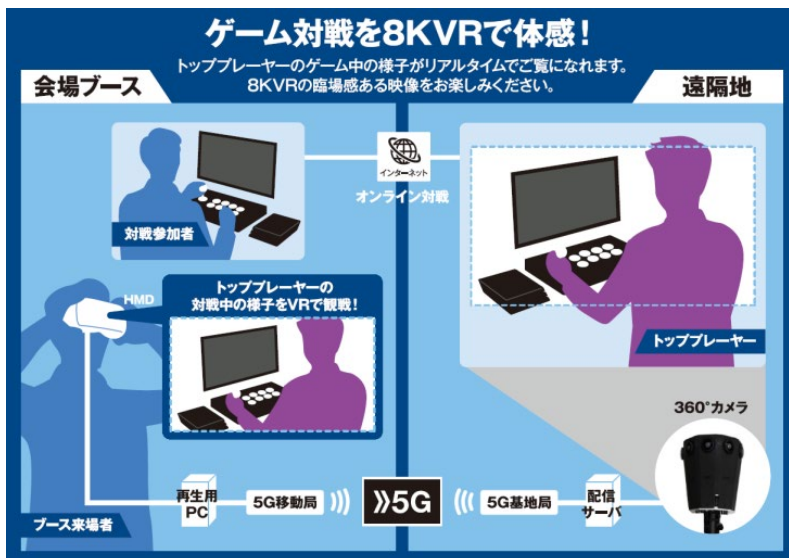 ゲーム対戦を8KVRで体感！
トッププレーヤーのゲーム中の様子がリアルタイムでご覧になれます。
8KVRの臨場感ある映像をお楽しみください。
会場ブース
遠隔地
インターネット
オンライン対戦
対戦参加者
HMD
トッププレーヤーの
対戦中の様子をVRで観戦！
トッププレーヤー
360°カメラ
再生用
PC
5G移動局
》5G
5G基地局
配信
サーバ
ブース来場者